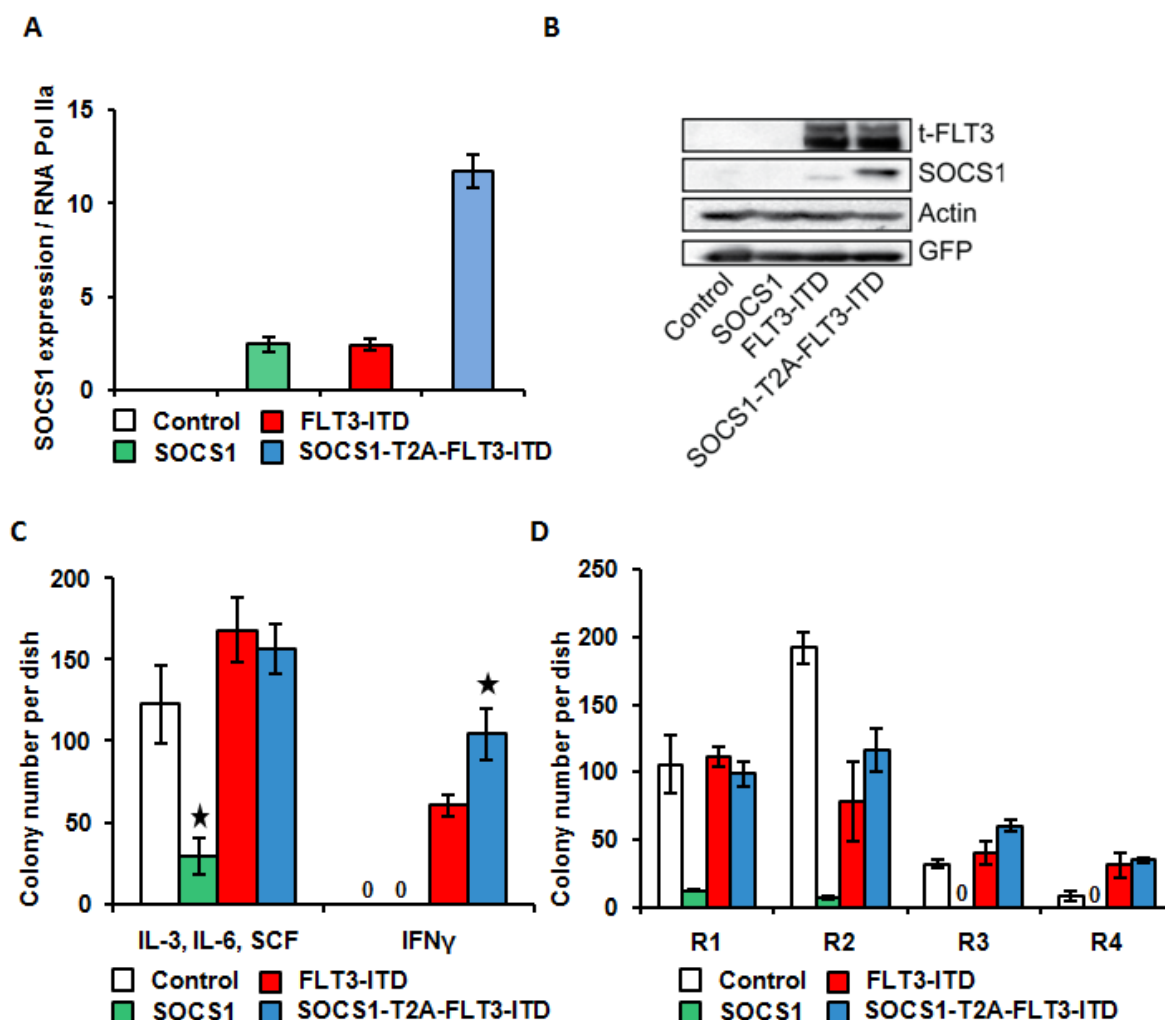 A
SOCS1 expression / RNA Pol IIa
15
10
5
0
Control
FLT3-ITD
SOCS1
SOCS1-T2A-FLT3-ITD
B
t-FLT3
SOCS1
Actin
GFP
Control
SOCS1
FLT3-ITD
SOCS1-T2A-FLT3-ITD
C
Colony number per dish
200
150
100
50
0
★
★
0 0
IL-3, IL-6, SCF
IFNγ
Control
FLT3-ITD
SOCS1
SOCS1-T2A-FLT3-ITD
D
Colony number per dish
250
200
150
100
50
0
0
0
R1
R2
R3
R4
Control
FLT3-ITD
SOCS1
SOCS1-T2A-FLT3-ITD